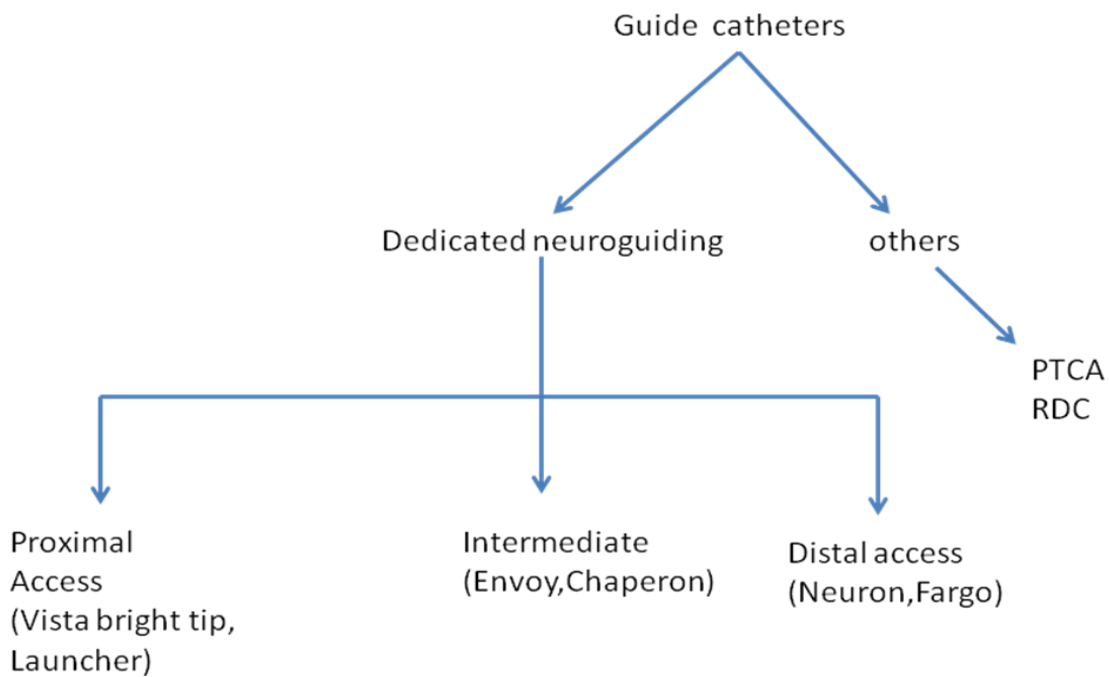 Guide catheters
Dedicated neuroguiding
others
PTCA
RDC
Proximal
Access
(Vista bright tip,
Launcher)
Intermediate
(Envoy,Chaperon)
Distal access
(Neuron,Fargo)